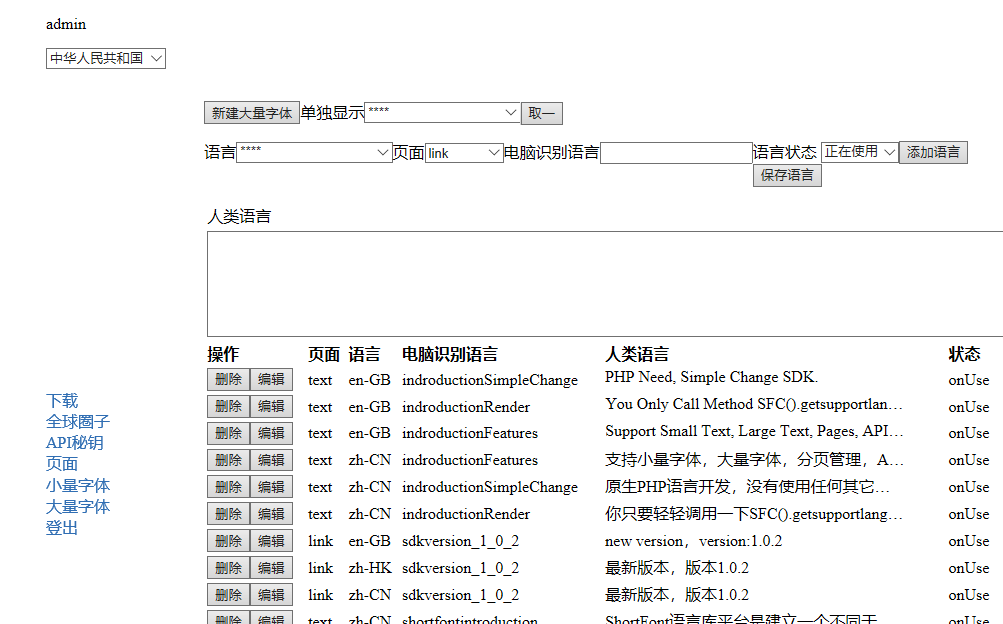 admin
中华人民共和国
新建大量字体 单独显示 **** 取一
语言 **** 页面 link 电脑识别语言 语言状态 正在使用 添加语言
保存语言
人类语言
操作 页面 语言 电脑识别语言 人类语言 状态
删除 编辑 text en-GB indroductionSimpleChange PHP Need, Simple Change SDK. onUse
删除 编辑 text en-GB indroductionRender You Only Call Method SFC().getsupportlan… onUse
删除 编辑 text en-GB indroductionFeatures Support Small Text, Large Text, Pages, API… onUse
删除 编辑 text zh-CN indroductionFeatures 支持小量字体，大量字体，分页管理，A… onUse
删除 编辑 text zh-CN indroductionSimpleChange 原生PHP语言开发，没有使用任何其它… onUse
删除 编辑 text zh-CN indroductionRender 你只要轻轻调用一下SFC().getsupportlang… onUse
删除 编辑 link en-GB sdkversion_1_0_2 new version，version:1.0.2 onUse
删除 编辑 link zh-HK sdkversion_1_0_2 最新版本，版本1.0.2 onUse
删除 编辑 link zh-CN sdkversion_1_0_2 最新版本，版本1.0.2 onUse
删除 编辑 text zh-CN shortfontintroduction ShortFont语言库平台是建立一个不同于… onUse
下载
全球圈子
API秘钥
页面
小量字体
大量字体
登出